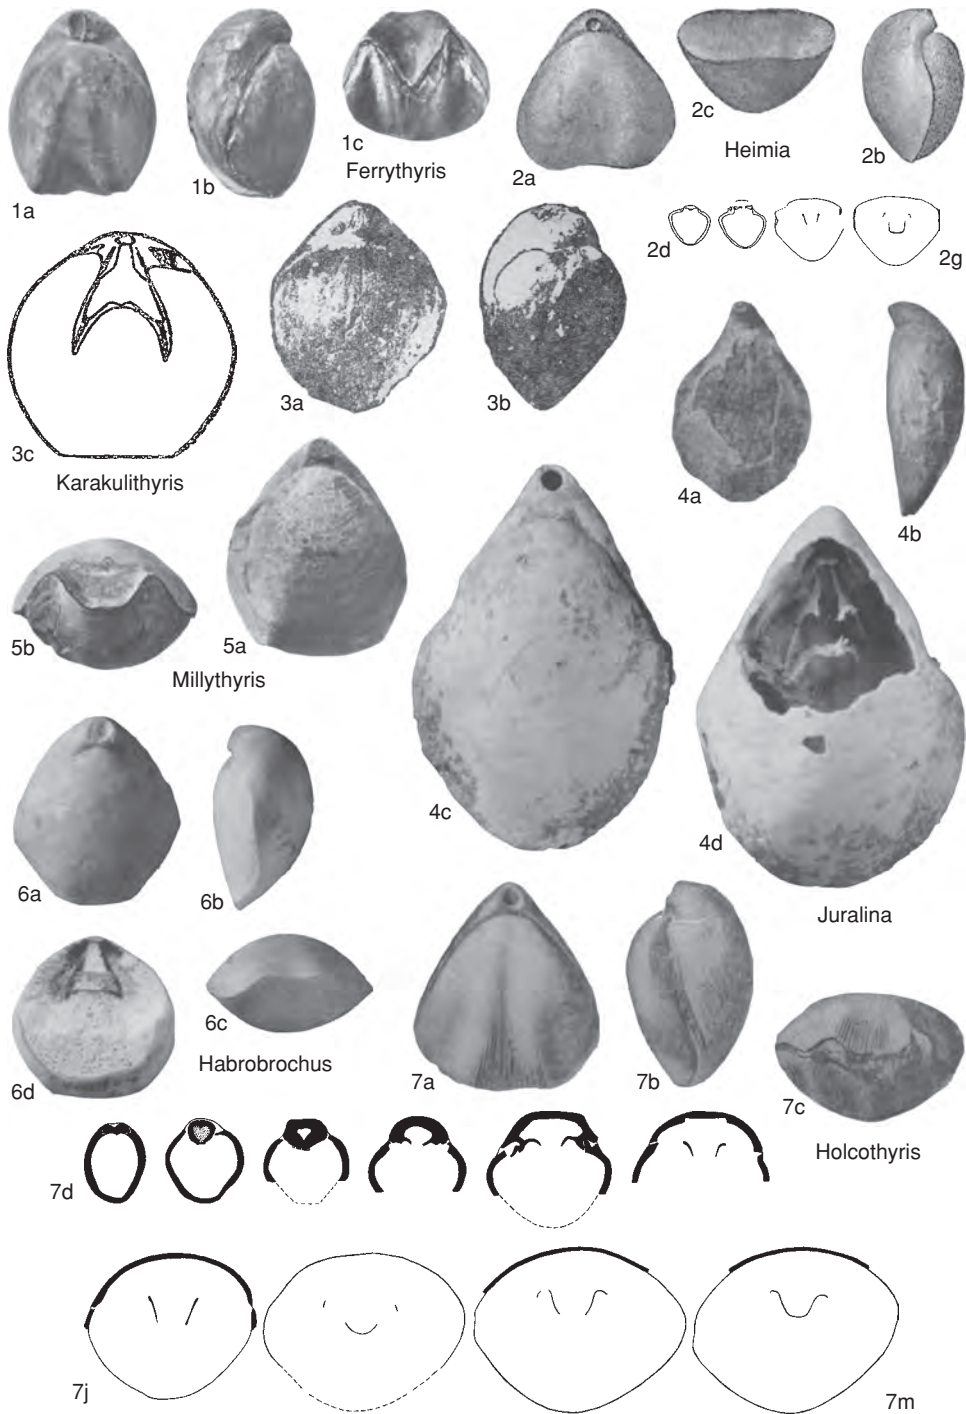 1a
1b
1c
Ferrythyris
2a
2c
Heimia
2b
2d
2g
3c
Karakulithyris
3a
3b
4a
4b
5b
5a
Millythyris
4c
4d
Juralina
6a
6b
6d
6c
Habrobrochus
7a
7b
7c
Holcothyris
7d
7j
7m